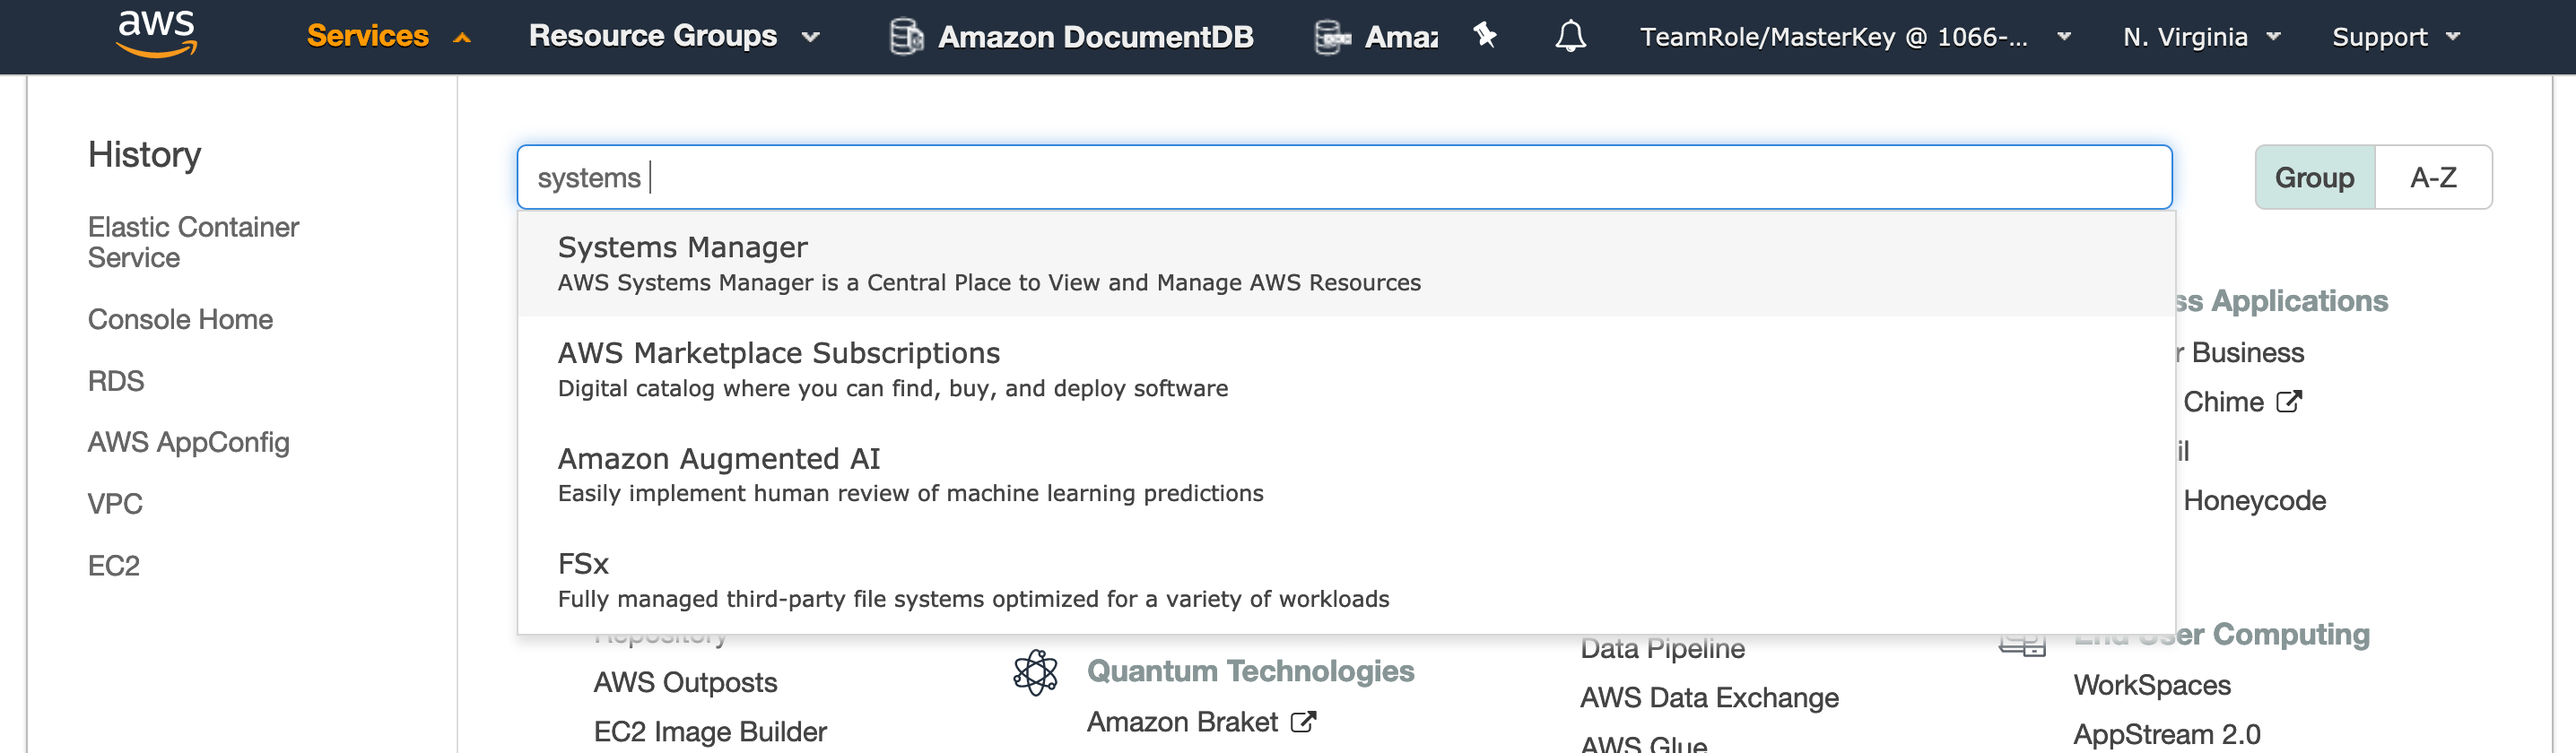 aws
Services
Resource Groups
Amazon DocumentDB
Amaz
TeamRole/MasterKey @ 1066-...
N. Virginia
Support
History
Elastic Container
Service
Console Home
RDS
AWS AppConfig
VPC
EC2
systems
Group
A-Z
Systems Manager
AWS Systems Manager is a Central Place to View and Manage AWS Resources
AWS Marketplace Subscriptions
Digital catalog where you can find, buy, and deploy software
Amazon Augmented AI
Easily implement human review of machine learning predictions
FSx
Fully managed third-party file systems optimized for a variety of workloads
Repository
AWS Outposts
EC2 Image Builder
Quantum Technologies
Amazon Braket
Data Pipeline
AWS Data Exchange
AWS Glue
ss Applications
r Business
Chime
il
Honeycode
End User Computing
WorkSpaces
AppStream 2.0